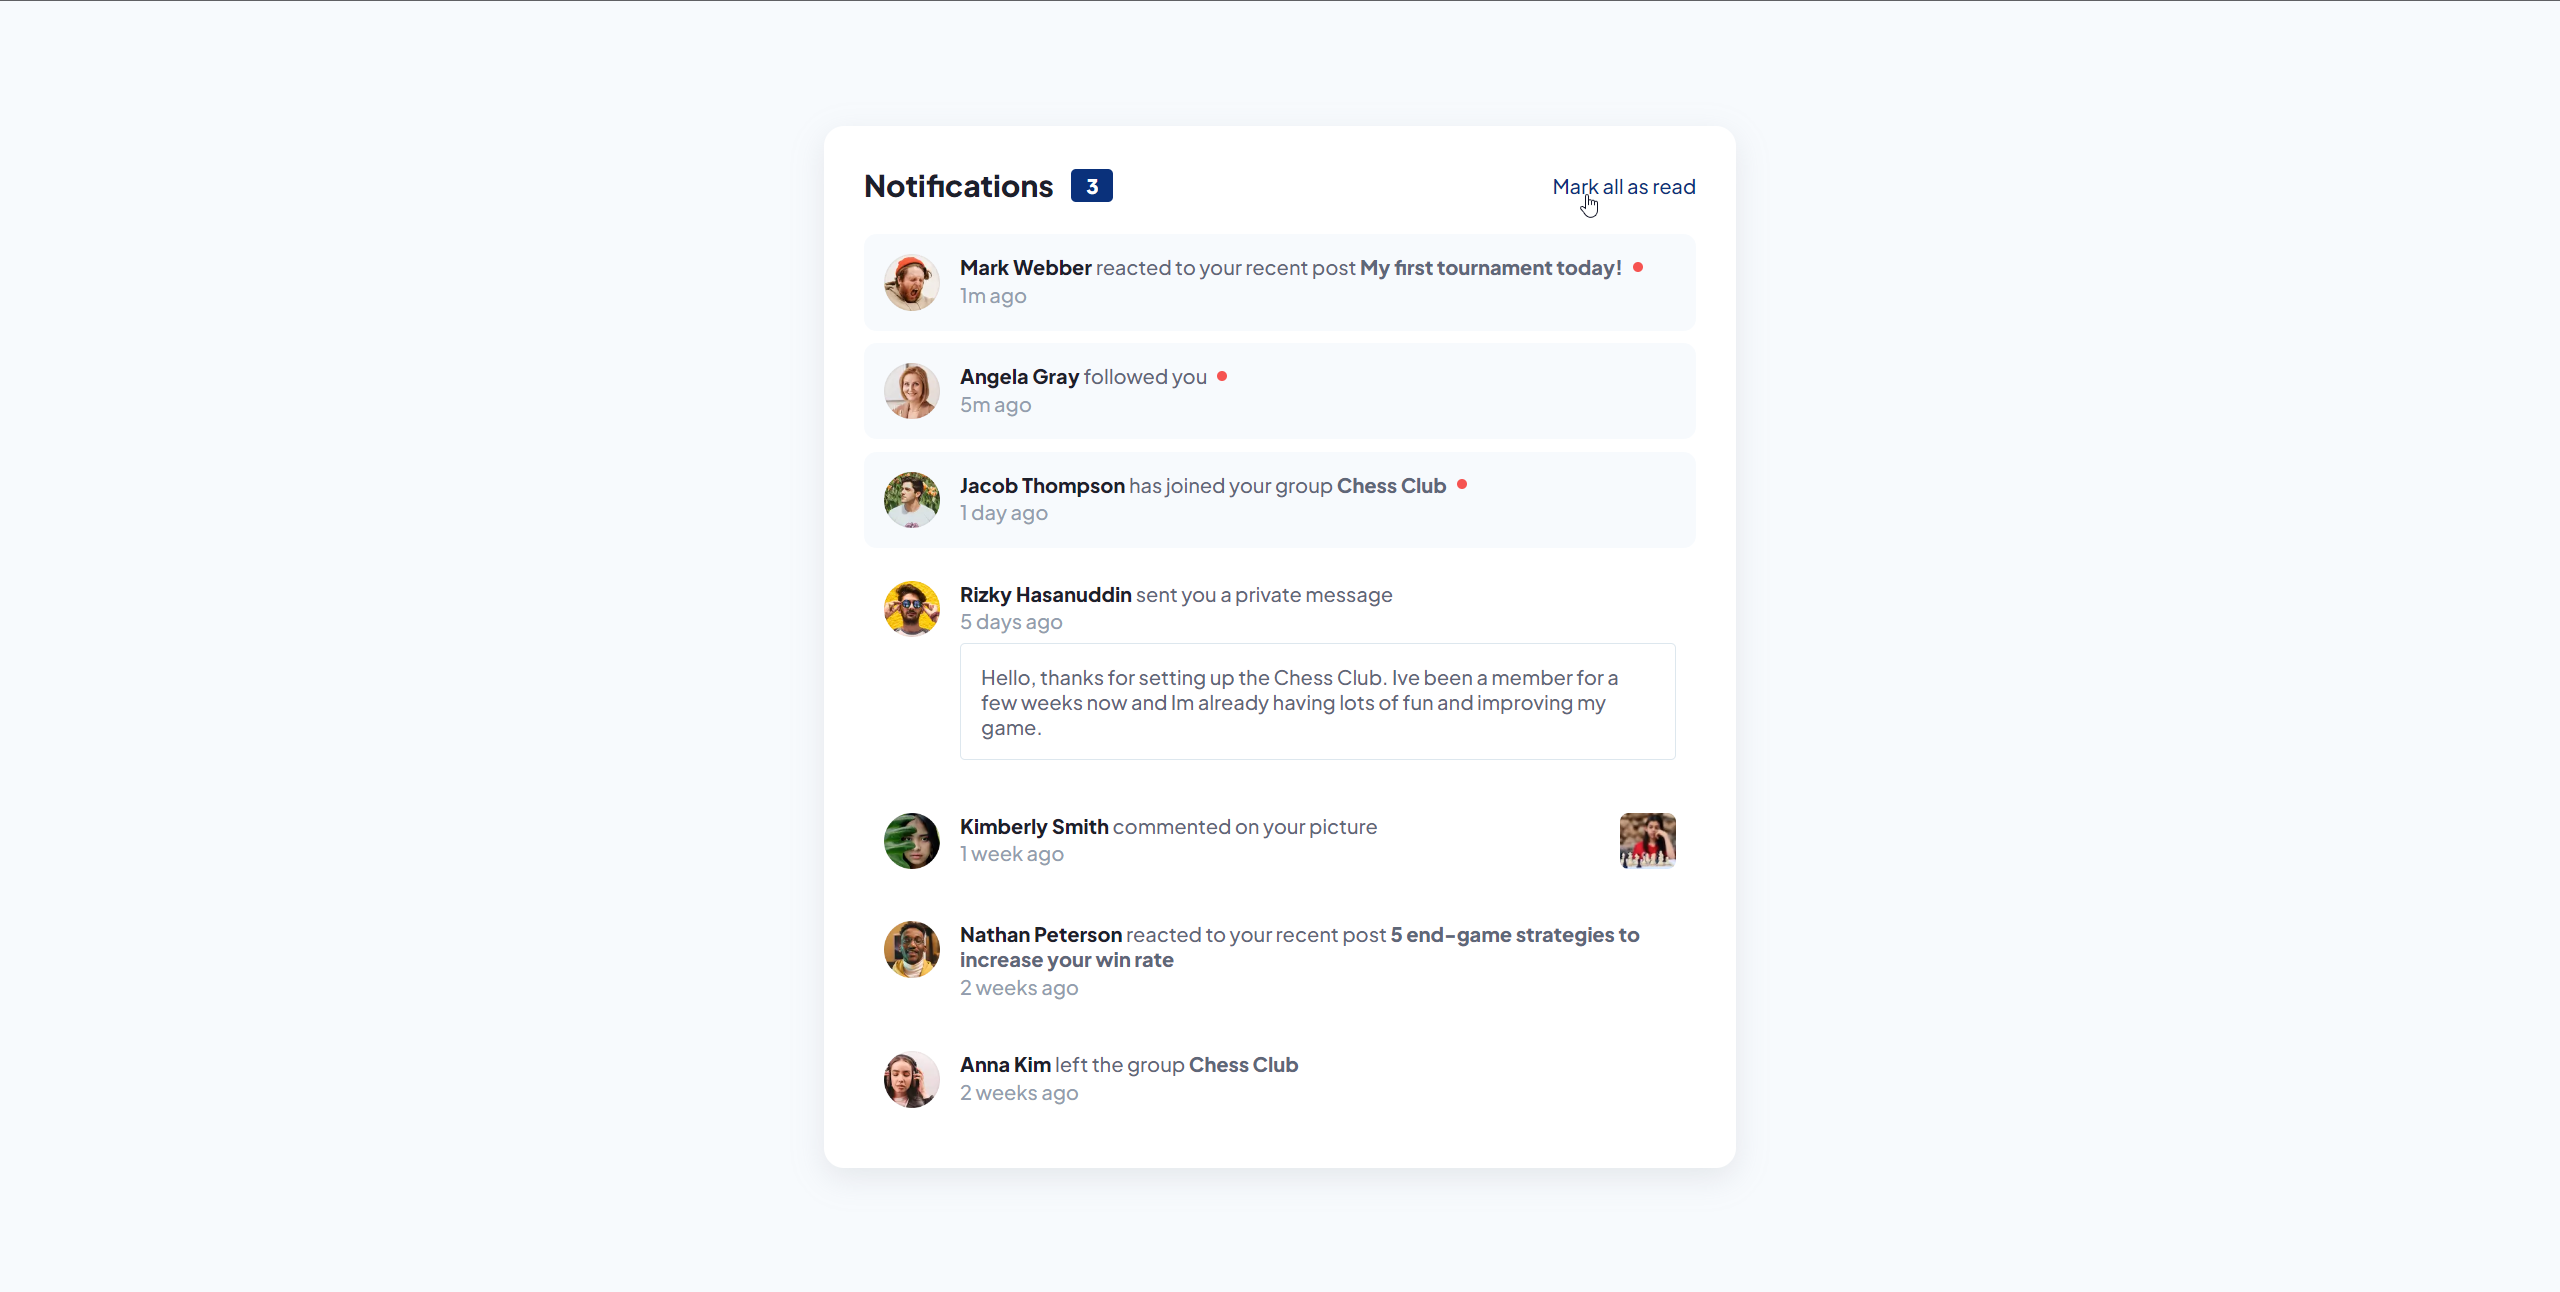 Notifications 3 Mark all as read
Mark Webber reacted to your recent post My first tournament today!
1m ago
Angela Gray followed you
5m ago
Jacob Thompson has joined your group Chess Club
1 day ago
Rizky Hasanuddin sent you a private message
5 days ago
Hello, thanks for setting up the Chess Club. Ive been a member for a
few weeks now and Im already having lots of fun and improving my
game.
Kimberly Smith commented on your picture
1 week ago
Nathan Peterson reacted to your recent post 5 end-game strategies to
increase your win rate
2 weeks ago
Anna Kim left the group Chess Club
2 weeks ago